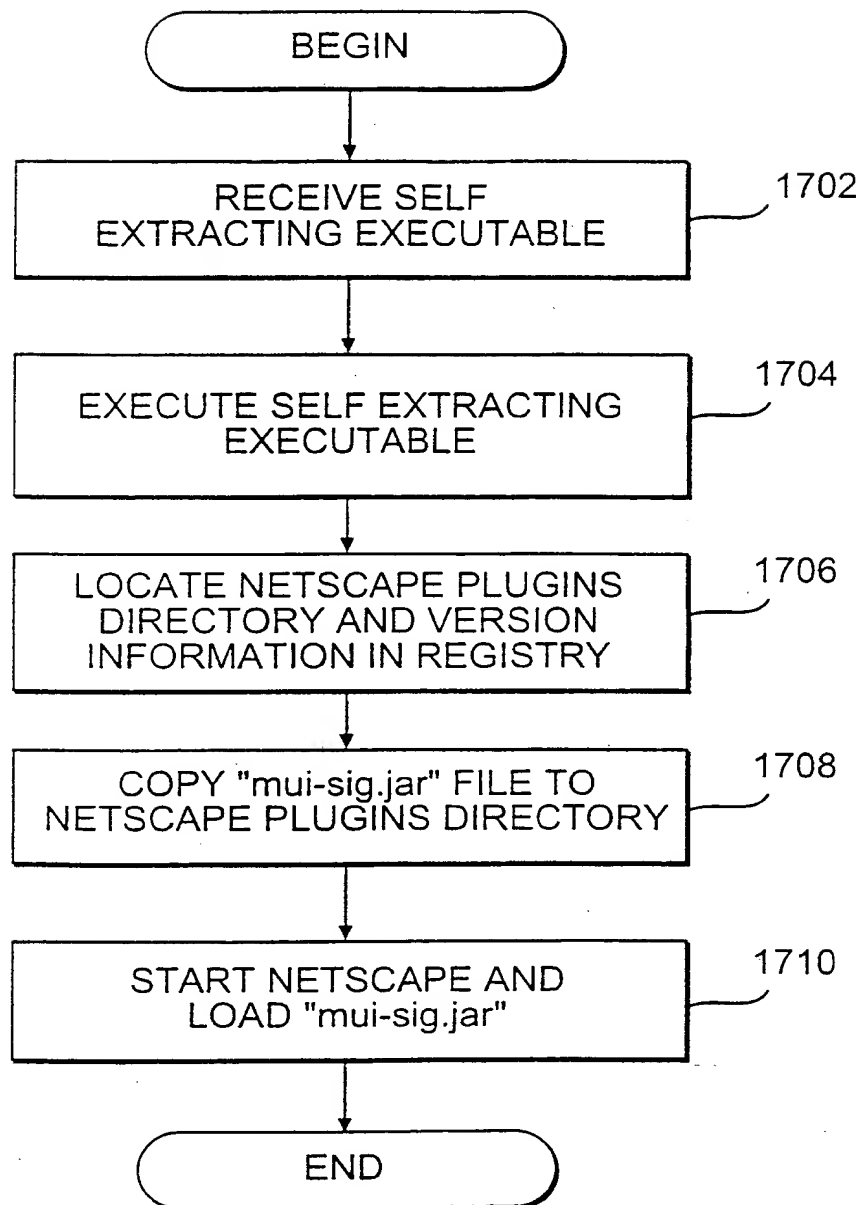 BEGIN
RECEIVE SELF
EXTRACTING EXECUTABLE
1702
EXECUTE SELF EXTRACTING
EXECUTABLE
1704
LOCATE NETSCAPE PLUGINS
DIRECTORY AND VERSION
INFORMATION IN REGISTRY
1706
COPY "mui-sig.jar" FILE TO
NETSCAPE PLUGINS DIRECTORY
1708
START NETSCAPE AND
LOAD "mui-sig.jar"
1710
END